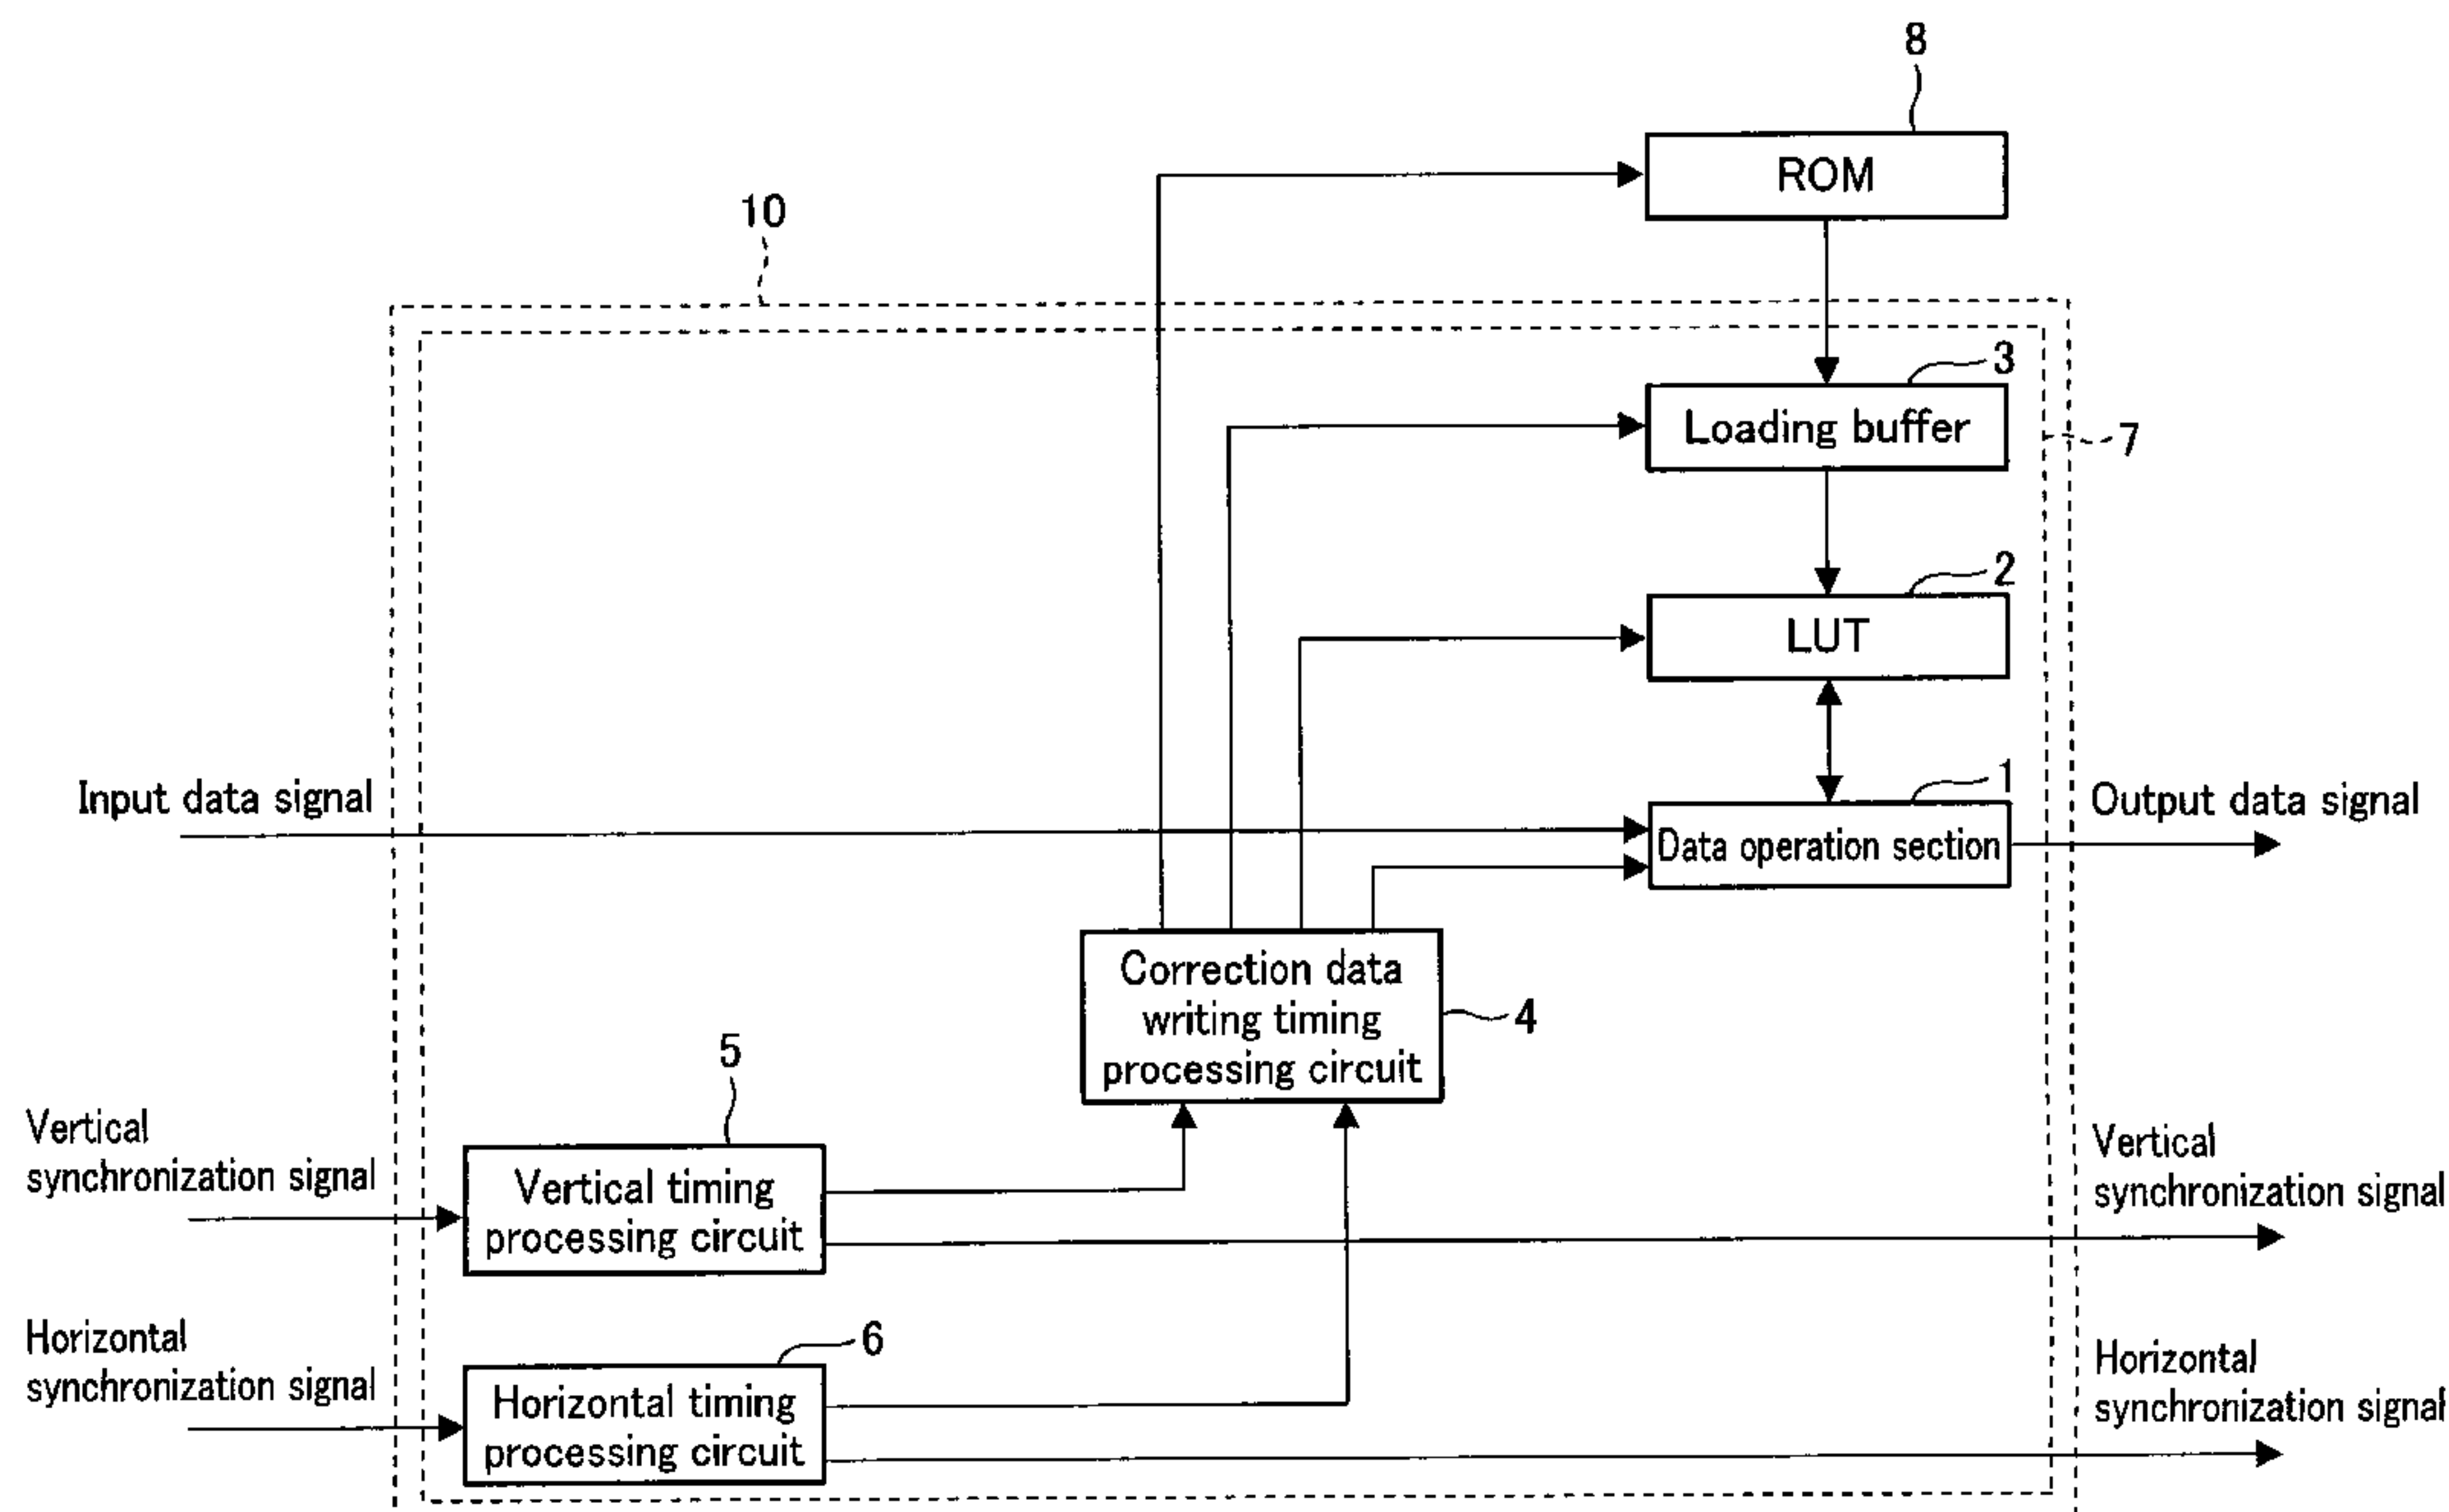 8
ROM
10
3
Loading buffer
7
2
LUT
1
Input data signal
Data operation section
Output data signal
Correction data
writing timing
processing circuit
4
5
Vertical
synchronization signal
Vertical timing
processing circuit
Vertical
synchronization signal
6
Horizontal
synchronization signal
Horizontal timing
processing circuit
Horizontal
synchronization signal